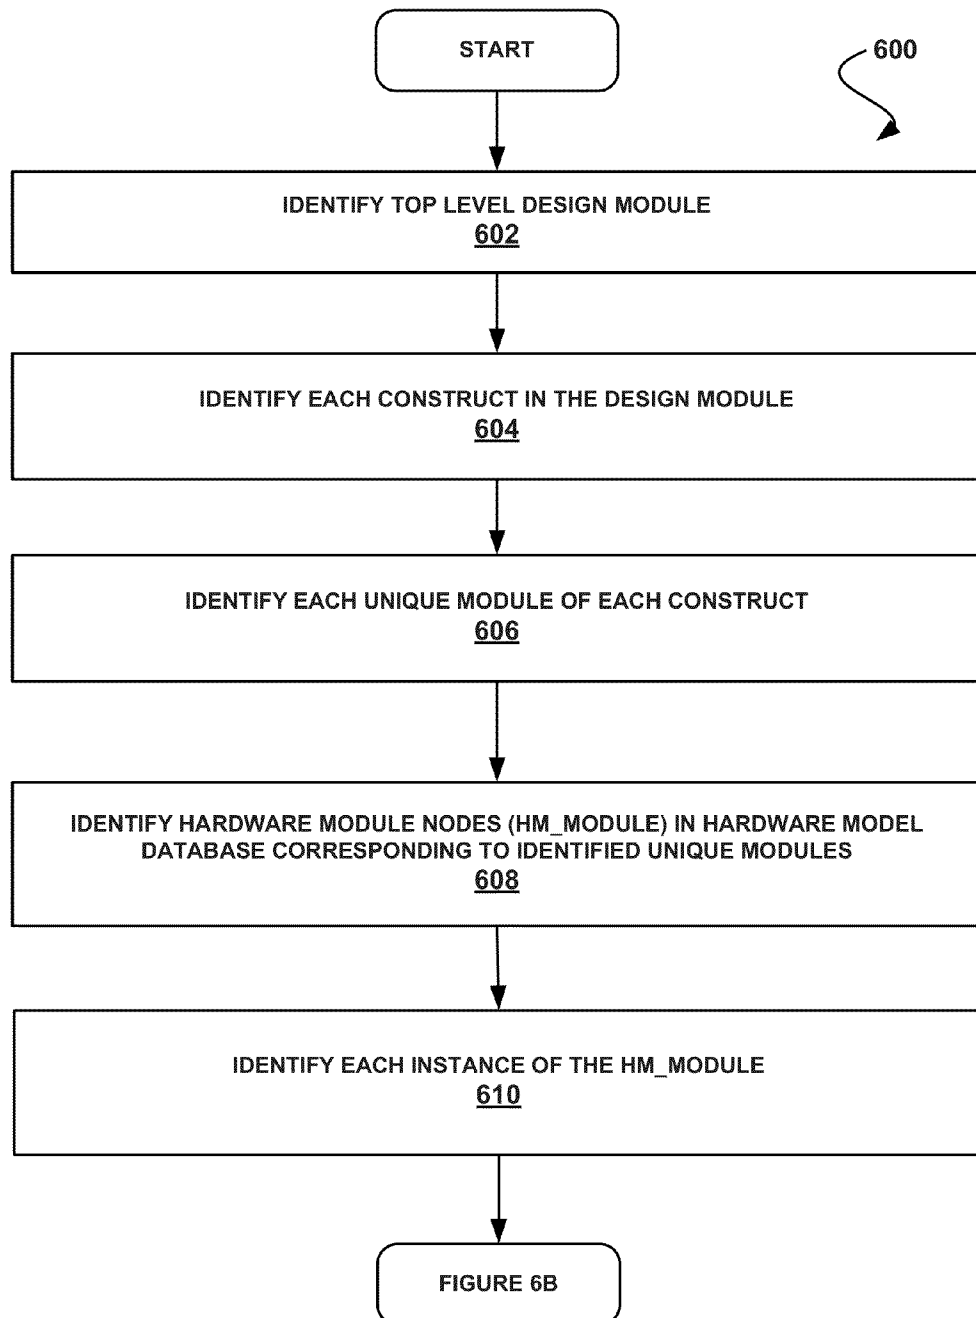 START
600
IDENTIFY TOP LEVEL DESIGN MODULE
602
IDENTIFY EACH CONSTRUCT IN THE DESIGN MODULE
604
IDENTIFY EACH UNIQUE MODULE OF EACH CONSTRUCT
606
IDENTIFY HARDWARE MODULE NODES (HM_MODULE) IN HARDWARE MODEL
DATABASE CORRESPONDING TO IDENTIFIED UNIQUE MODULES
608
IDENTIFY EACH INSTANCE OF THE HM_MODULE
610
FIGURE 6B